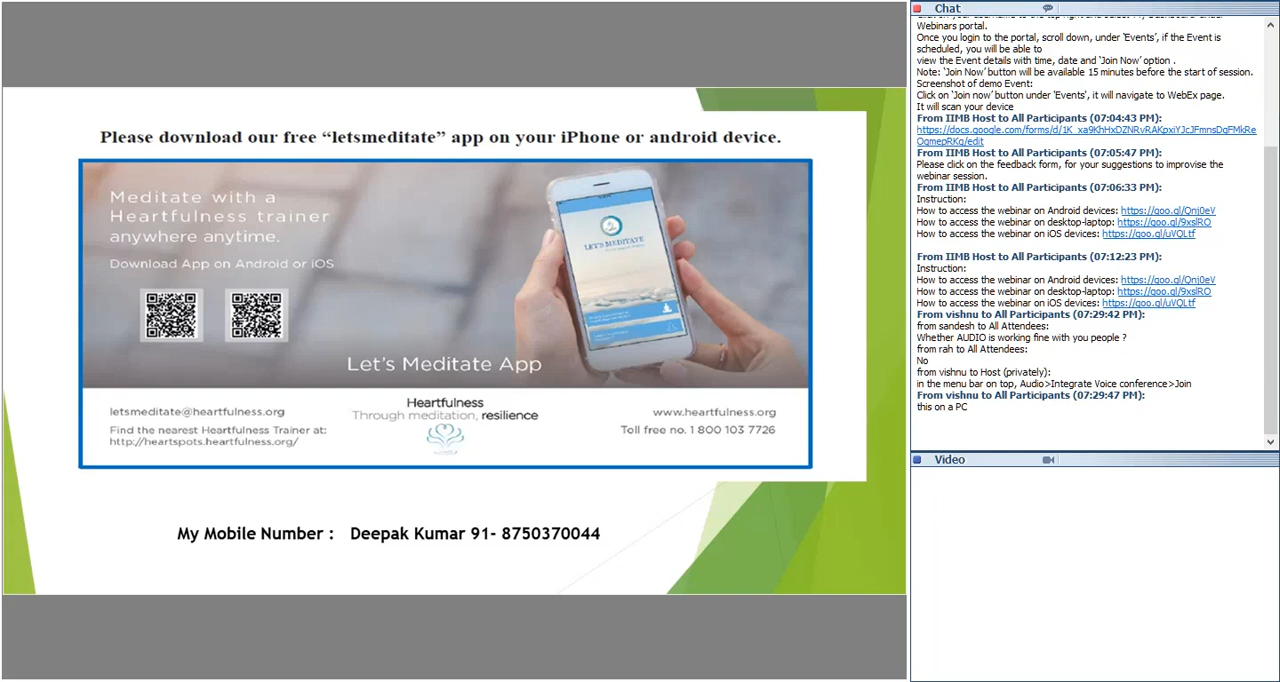 Please download our free “letsmeditate” app on your iPhone or android device.
Meditate with a
Heartfulness trainer
anywhere anytime.
Download App on Android or iOS
LET'S MEDITATE
Let's Meditate App
letsmeditate@heartfulness.org
Find the nearest Heartfulness Trainer at:
http://heartspots.heartfulness.org/
Heartfulness
Through meditation, resilience
www.heartfulness.org
Toll free no. 1 800 103 7726
My Mobile Number : Deepak Kumar 91- 8750370044
Chat
Webinars portal.
Once you login to the portal, scroll down, under 'Events', if the Event is
scheduled, you will be able to
view the Event details with time, date and 'Join Now' option .
Note: 'Join Now' button will be available 15 minutes before the start of session.
Screenshot of demo Event:
Click on 'Join now' button under 'Events', it will navigate to WebEx page.
It will scan your device
From IIMB Host to All Participants (07:04:43 PM):
https://docs.google.com/forms/d/1K_xa9KhHxDZNRvRAKpxiYJcJFmnsDqFMkRe
OgmepRKg/edit
From IIMB Host to All Participants (07:05:47 PM):
Please click on the feedback form, for your suggestions to improvise the
webinar session.
From IIMB Host to All Participants (07:06:33 PM):
Instruction:
How to access the webinar on Android devices: https://goo.gl/Qnj0eV
How to access the webinar on desktop-laptop: https://goo.gl/9xslRO
How to access the webinar on iOS devices: https://goo.gl/uVQLtf
From IIMB Host to All Participants (07:12:23 PM):
Instruction:
How to access the webinar on Android devices: https://goo.gl/Qnj0eV
How to access the webinar on desktop-laptop: https://goo.gl/9xslRO
How to access the webinar on iOS devices: https://goo.gl/uVQLtf
From vishnu to All Participants (07:29:42 PM):
from sandesh to All Attendees:
Whether AUDIO is working fine with you people ?
from rah to All Attendees:
No
from vishnu to Host (privately):
in the menu bar on top, Audio>Integrate Voice conference>Join
From vishnu to All Participants (07:29:47 PM):
this on a PC
Video